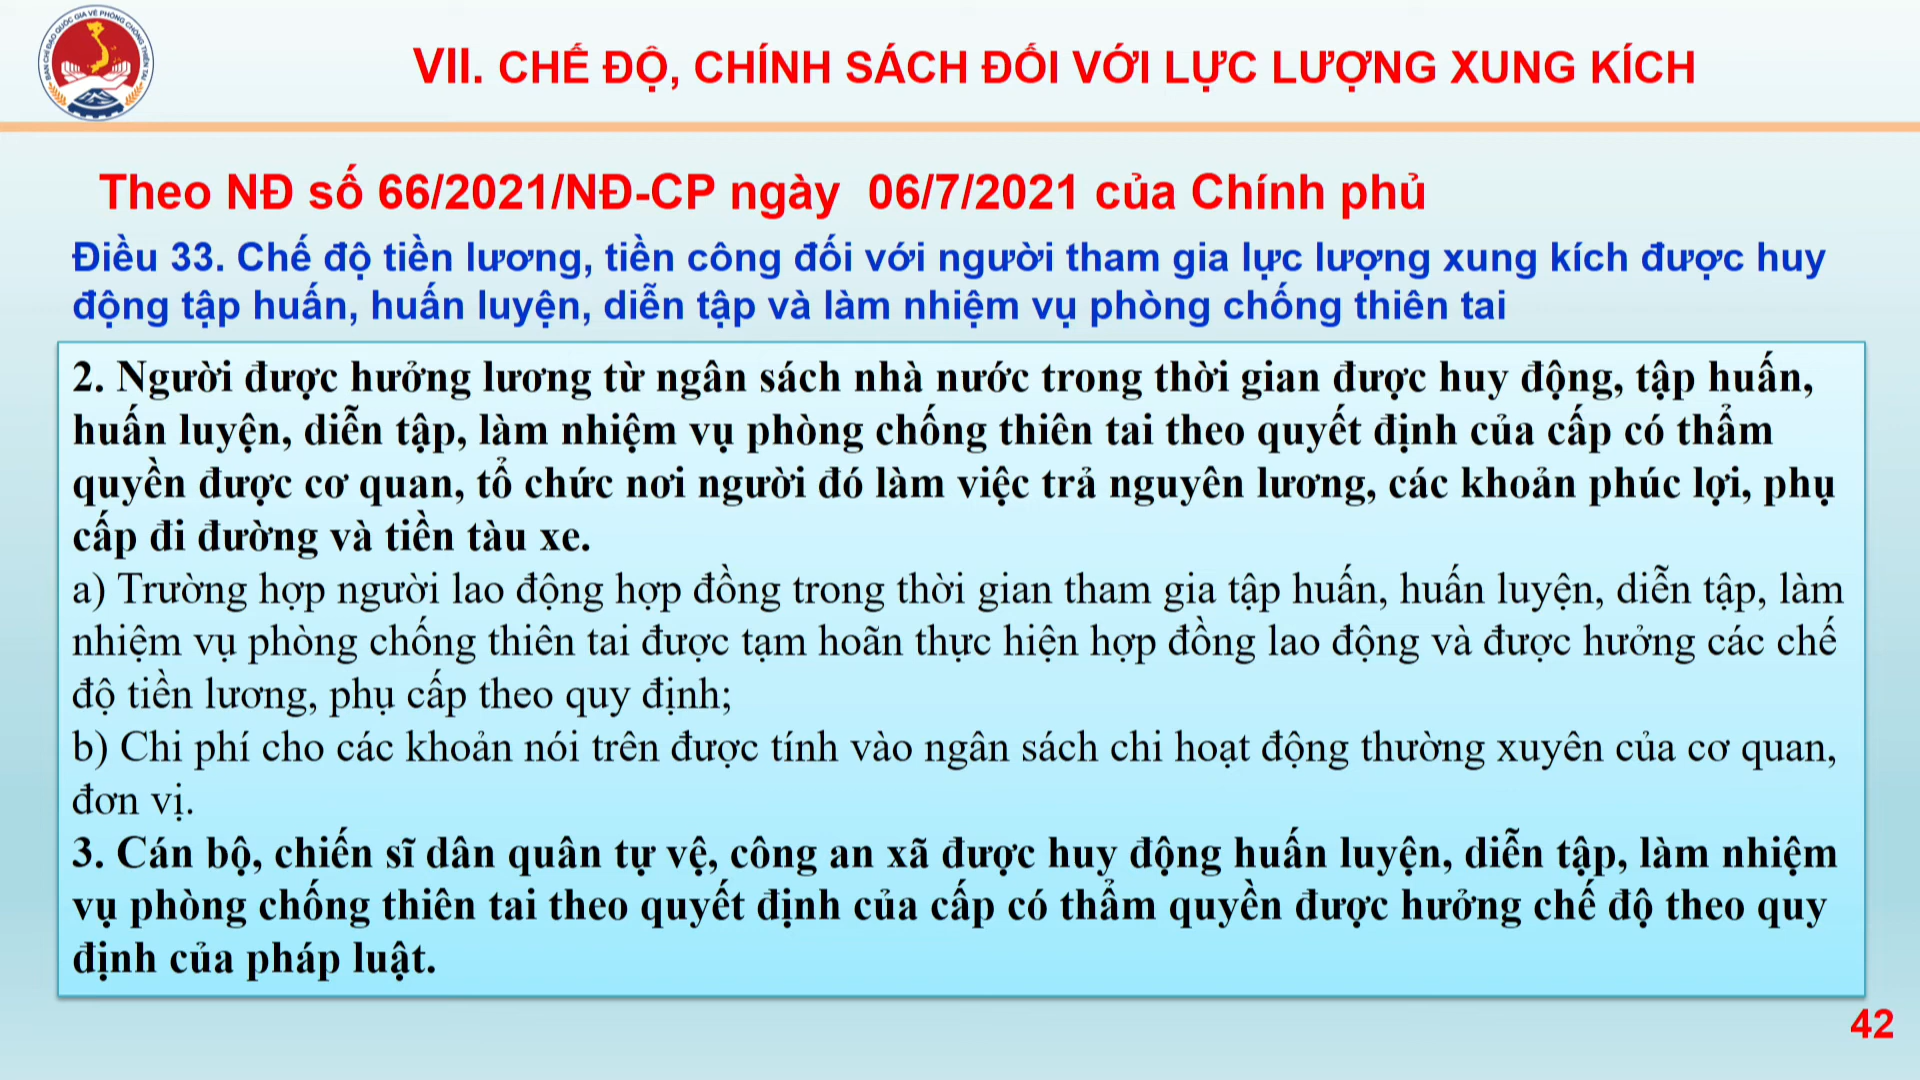 BAN CHỈ ĐẠO QUỐC GIA VỀ PHÒNG CHỐNG THIÊN TAI
VII. CHẾ ĐỘ, CHÍNH SÁCH ĐỐI VỚI LỰC LƯỢNG XUNG KÍCH
Theo NĐ số 66/2021/NĐ-CP ngày 06/7/2021 của Chính phủ
Điều 33. Chế độ tiền lương, tiền công đối với người tham gia lực lượng xung kích được huy
động tập huấn, huấn luyện, diễn tập và làm nhiệm vụ phòng chống thiên tai
2. Người được hưởng lương từ ngân sách nhà nước trong thời gian được huy động, tập huấn,
huấn luyện, diễn tập, làm nhiệm vụ phòng chống thiên tai theo quyết định của cấp có thẩm
quyền được cơ quan, tổ chức nơi người đó làm việc trả nguyên lương, các khoản phúc lợi, phụ
cấp đi đường và tiền tàu xe.
a) Trường hợp người lao động hợp đồng trong thời gian tham gia tập huấn, huấn luyện, diễn tập, làm
nhiệm vụ phòng chống thiên tai được tạm hoãn thực hiện hợp đồng lao động và được hưởng các chế
độ tiền lương, phụ cấp theo quy định;
b) Chi phí cho các khoản nói trên được tính vào ngân sách chi hoạt động thường xuyên của cơ quan,
đơn vị.
3. Cán bộ, chiến sĩ dân quân tự vệ, công an xã được huy động huấn luyện, diễn tập, làm nhiệm
vụ phòng chống thiên tai theo quyết định của cấp có thẩm quyền được hưởng chế độ theo quy
định của pháp luật.
42